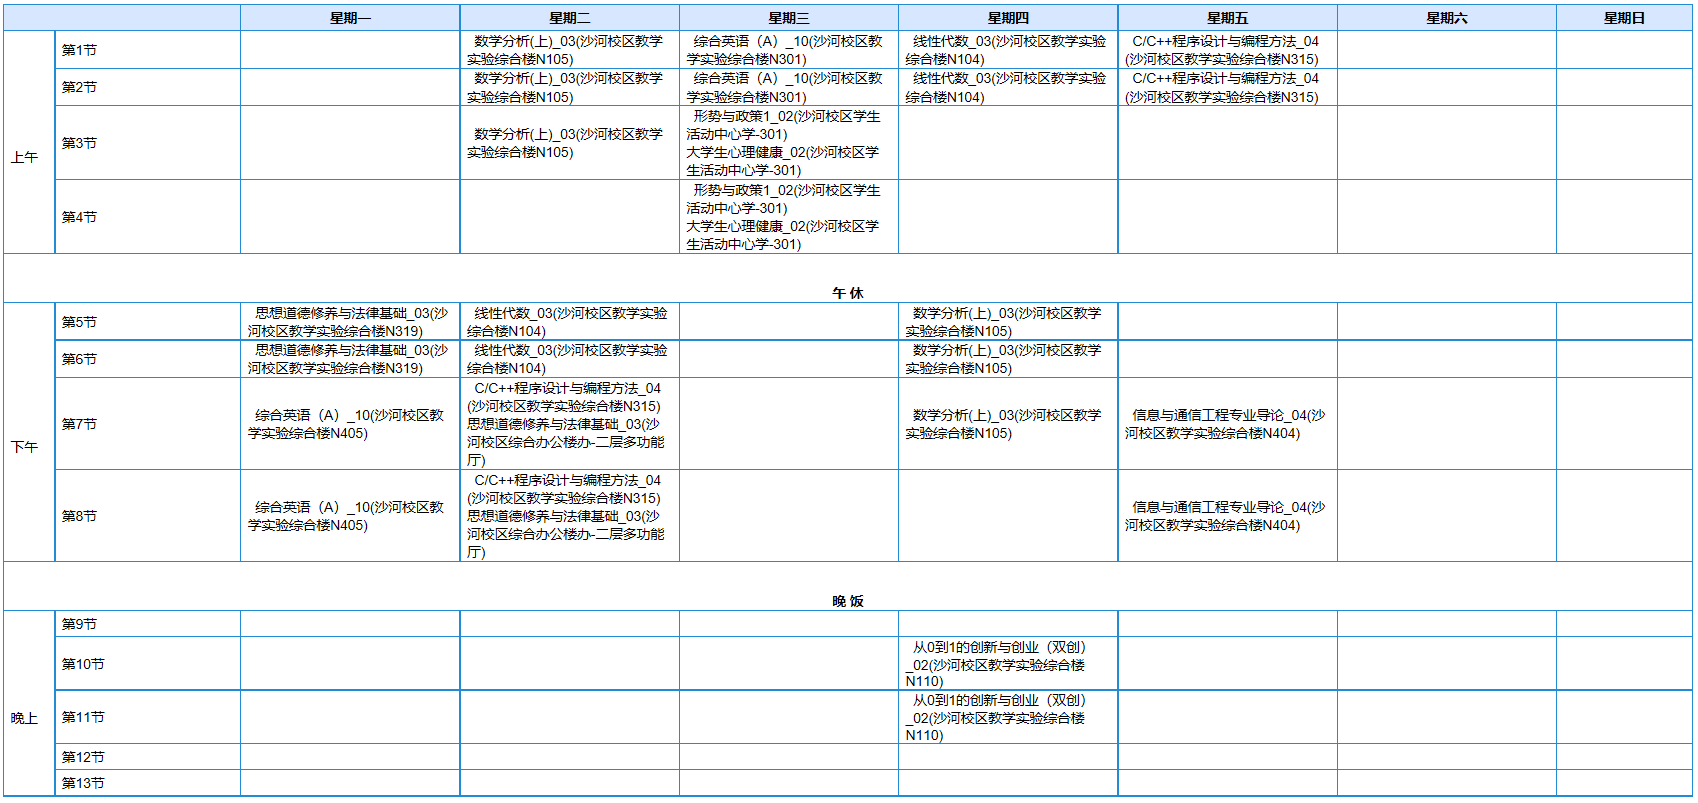 星期一 星期二 星期三 星期四 星期五 星期六 星期日
上午
第1节
数学分析(上)_03(沙河校区教学
实验综合楼N105)
综合英语（A）_10(沙河校区教
学实验综合楼N301)
线性代数_03(沙河校区教学实验
综合楼N104)
C/C++程序设计与编程方法_04
(沙河校区教学实验综合楼N315)
第2节
数学分析(上)_03(沙河校区教学
实验综合楼N105)
综合英语（A）_10(沙河校区教
学实验综合楼N301)
线性代数_03(沙河校区教学实验
综合楼N104)
C/C++程序设计与编程方法_04
(沙河校区教学实验综合楼N315)
第3节
数学分析(上)_03(沙河校区教学
实验综合楼N105)
形势与政策1_02(沙河校区学生
活动中心学-301)
大学生心理健康_02(沙河校区学
生活动中心学-301)
第4节
形势与政策1_02(沙河校区学生
活动中心学-301)
大学生心理健康_02(沙河校区学
生活动中心学-301)
午 休
下午
第5节
思想道德修养与法律基础_03(沙
河校区教学实验综合楼N319)
线性代数_03(沙河校区教学实验
综合楼N104)
数学分析(上)_03(沙河校区教学
实验综合楼N105)
第6节
思想道德修养与法律基础_03(沙
河校区教学实验综合楼N319)
线性代数_03(沙河校区教学实验
综合楼N104)
数学分析(上)_03(沙河校区教学
实验综合楼N105)
第7节
综合英语（A）_10(沙河校区教
学实验综合楼N405)
C/C++程序设计与编程方法_04
(沙河校区教学实验综合楼N315)
思想道德修养与法律基础_03(沙
河校区综合办公楼办-二层多功能
厅)
数学分析(上)_03(沙河校区教学
实验综合楼N105)
信息与通信工程专业导论_04(沙
河校区教学实验综合楼N404)
第8节
综合英语（A）_10(沙河校区教
学实验综合楼N405)
C/C++程序设计与编程方法_04
(沙河校区教学实验综合楼N315)
思想道德修养与法律基础_03(沙
河校区综合办公楼办-二层多功能
厅)
信息与通信工程专业导论_04(沙
河校区教学实验综合楼N404)
晚 饭
晚上
第9节
第10节
从0到1的创新与创业（双创）
_02(沙河校区教学实验综合楼
N110)
第11节
从0到1的创新与创业（双创）
_02(沙河校区教学实验综合楼
N110)
第12节
第13节